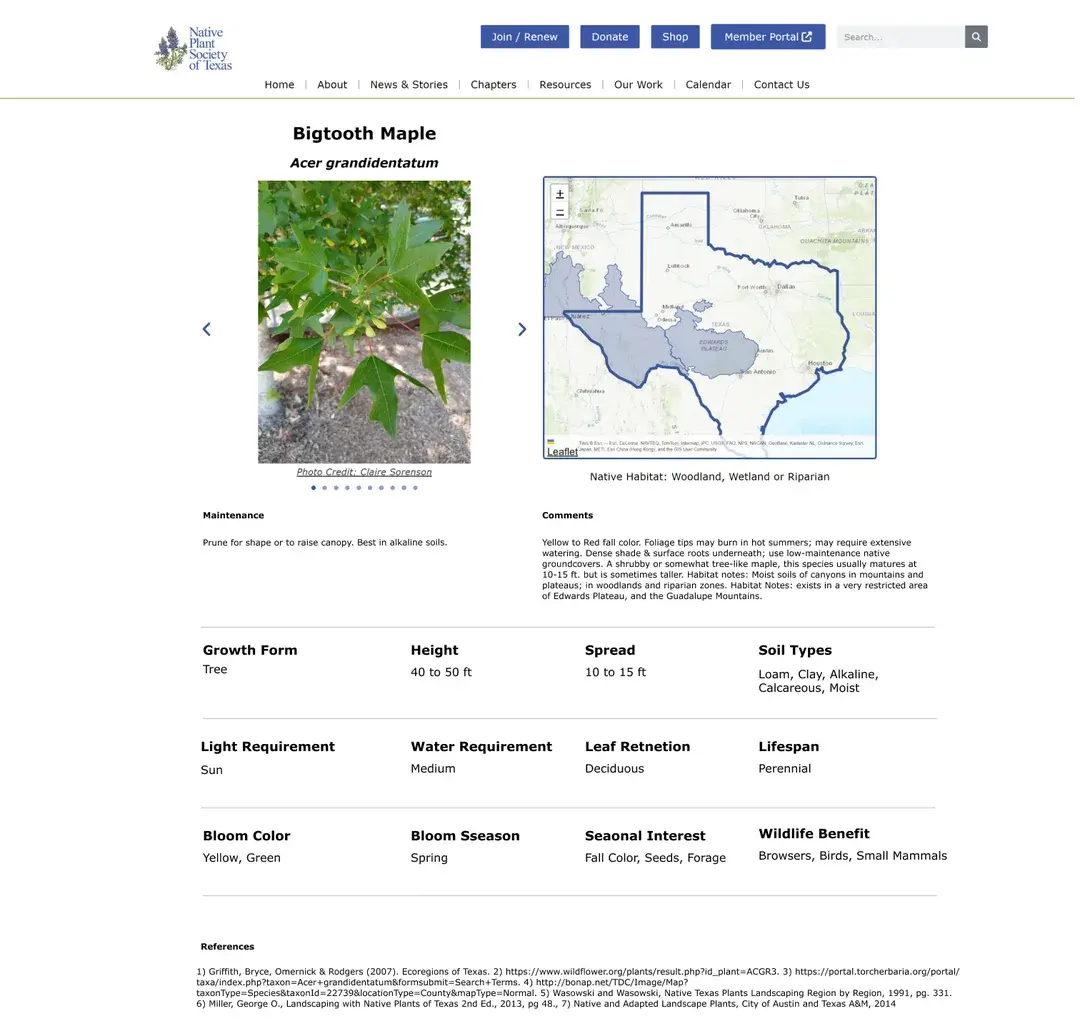 Native
Plant
Society
of Texas
Join / Renew
Donate
Shop
Member Portal
Search...
Home
About
News & Stories
Chapters
Resources
Our Work
Calendar
Contact Us
Bigtooth Maple
Acer grandidentatum
Photo Credit: Claire Sorenson
+
−
Santa Fe
Albuquerque
NEW MEXICO
Amarillo
Lubbock
Oklahoma
City
OKLAHOMA
Tulsa
OUACHITA MOUNTAINS
Fort Worth
Dallas
Midland
Odessa
TEXAS
EDWARDS
PLATEAU
Juárez
Austin
San Antonio
Houston
Chihuahua
Leaflet
Native Habitat: Woodland, Wetland or Riparian
Maintenance
Prune for shape or to raise canopy. Best in alkaline soils.
Comments
Yellow to Red fall color. Foliage tips may burn in hot summers; may require extensive
watering. Dense shade & surface roots underneath; use low-maintenance native
groundcovers. A shrubby or somewhat tree-like maple, this species usually matures at
10-15 ft. but is sometimes taller. Habitat notes: Moist soils of canyons in mountains and
plateaus; in woodlands and riparian zones. Habitat Notes: exists in a very restricted area
of Edwards Plateau, and the Guadalupe Mountains.
Growth Form
Tree
Height
40 to 50 ft
Spread
10 to 15 ft
Soil Types
Loam, Clay, Alkaline,
Calcareous, Moist
Light Requirement
Sun
Water Requirement
Medium
Leaf Retnetion
Deciduous
Lifespan
Perennial
Bloom Color
Yellow, Green
Bloom Sseason
Spring
Seaonal Interest
Fall Color, Seeds, Forage
Wildlife Benefit
Browsers, Birds, Small Mammals
References
1) Griffith, Bryce, Omernick & Rodgers (2007). Ecoregions of Texas. 2) https://www.wildflower.org/plants/result.php?id_plant=ACGR3. 3) https://portal.torcherbaria.org/portal/
taxa/index.php?taxon=Acer+grandidentatum&formsubmit=Search+Terms. 4) http://bonap.net/TDC/Image/Map?
taxonType=Species&taxonId=22739&locationType=County&mapType=Normal. 5) Wasowski and Wasowski, Native Texas Plants Landscaping Region by Region, 1991, pg. 331.
6) Miller, George O., Landscaping with Native Plants of Texas 2nd Ed., 2013, pg 48., 7) Native and Adapted Landscape Plants, City of Austin and Texas A&M, 2014